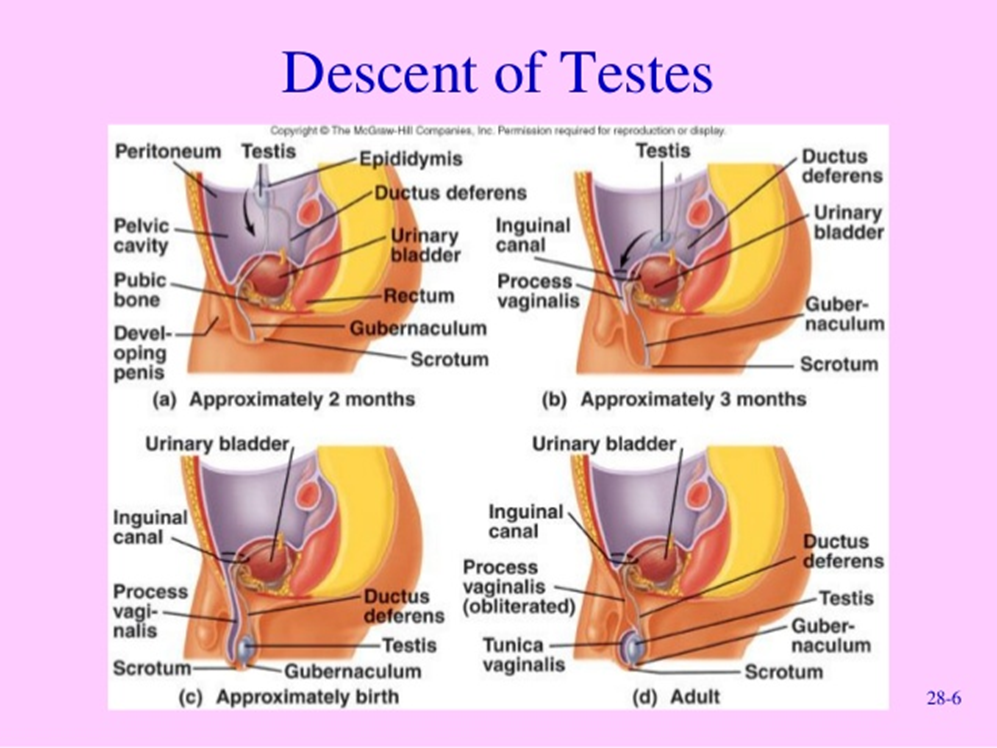 Descent of Testes
Copyright © The McGraw-Hill Companies, Inc. Permission required for reproduction or display.
Peritoneum
Testis
Epididymis
Ductus deferens
Pelvic
cavity
Urinary
bladder
Pubic
bone
Rectum
Devel-
oping
penis
Gubernaculum
Scrotum
(a) Approximately 2 months
Testis
Ductus
deferens
Inguinal
canal
Urinary
bladder
Process
vaginalis
Guber-
naculum
Scrotum
(b) Approximately 3 months
Urinary bladder
Inguinal
canal
Process
vagi-
nalis
Ductus
deferens
Testis
Scrotum
Gubernaculum
(c) Approximately birth
Urinary bladder
Inguinal
canal
Ductus
deferens
Process
vaginalis
(obliterated)
Testis
Tunica
vaginalis
Guber-
naculum
Scrotum
(d) Adult
28-6